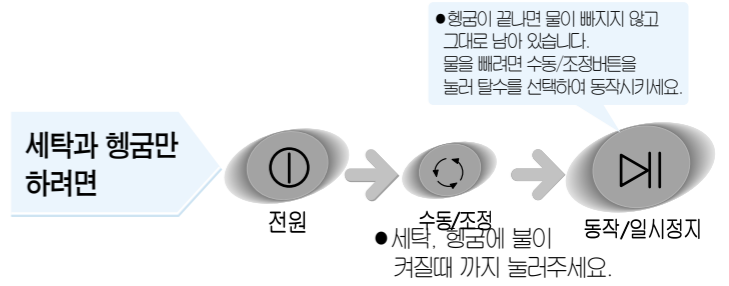 ●헹굼이 끝나면 물이 빠지지 않고
그대로 남아 있습니다.
물을 빼려면 수동/조정버튼을
눌러 탈수를 선택하여 동작시키세요.
세탁과 헹굼만
하려면
전원
수동/조정
동작/일시정지
●세탁, 헹굼에 불이
켜질때 까지 눌러주세요.